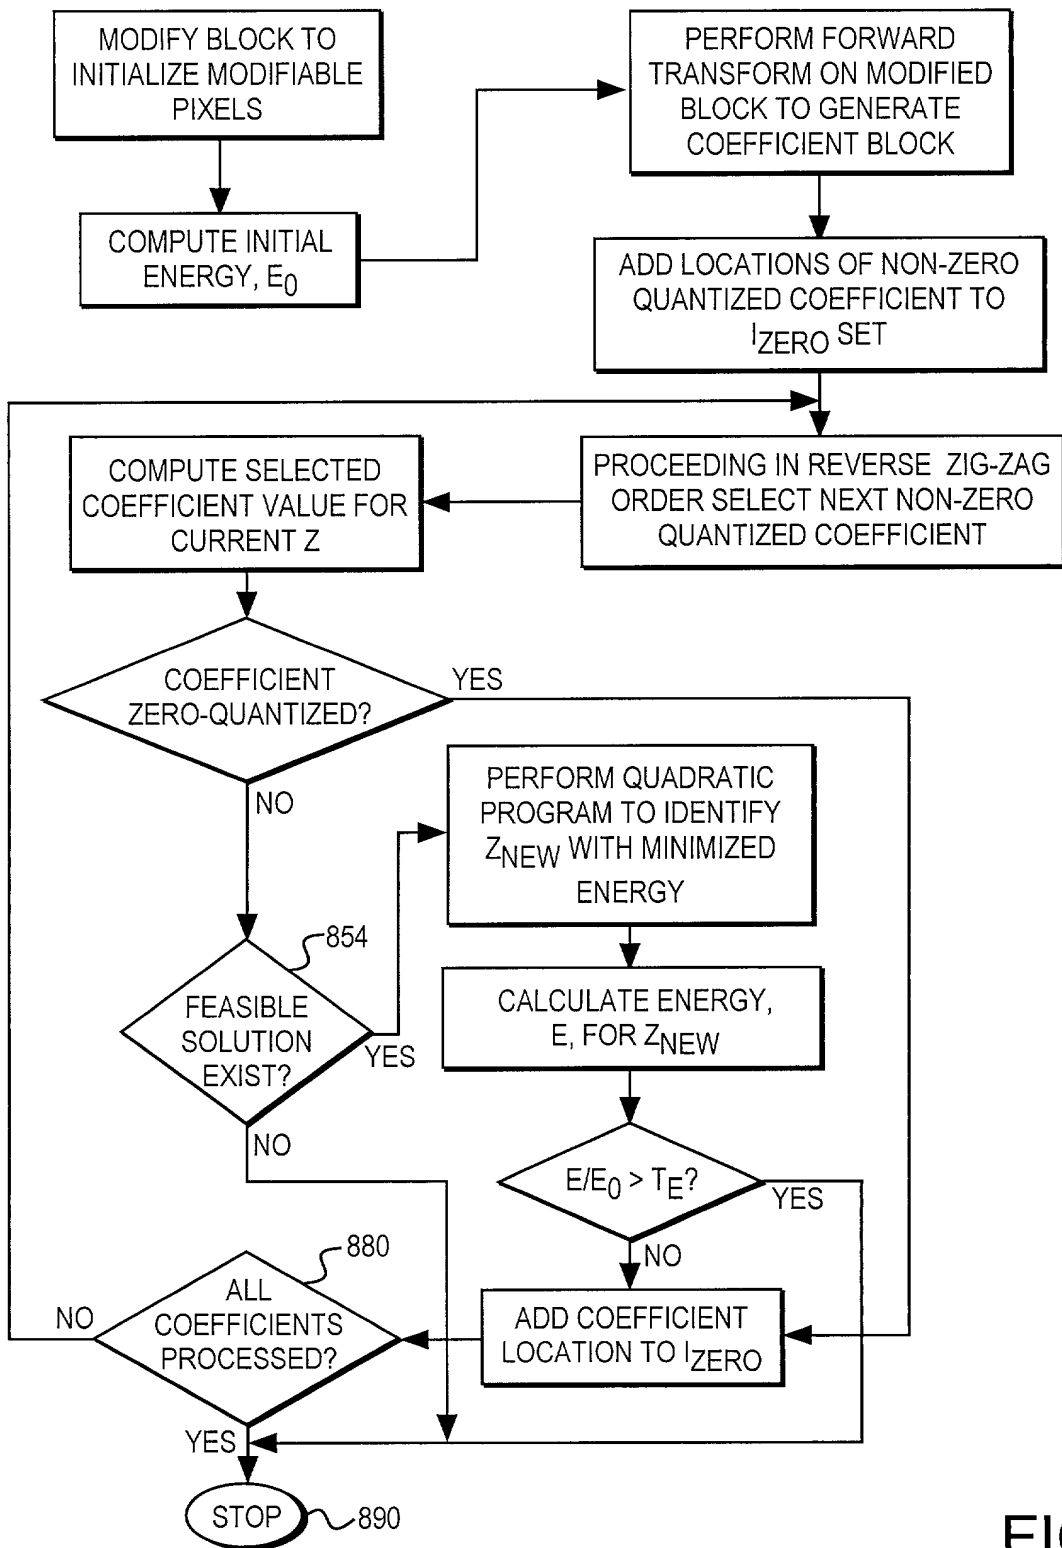 MODIFY BLOCK TO
INITIALIZE MODIFIABLE
PIXELS
COMPUTE INITIAL
ENERGY, E0
PERFORM FORWARD
TRANSFORM ON MODIFIED
BLOCK TO GENERATE
COEFFICIENT BLOCK
ADD LOCATIONS OF NON-ZERO
QUANTIZED COEFFICIENT TO
IZERO SET
PROCEEDING IN REVERSE ZIG-ZAG
ORDER SELECT NEXT NON-ZERO
QUANTIZED COEFFICIENT
COMPUTE SELECTED
COEFFICIENT VALUE FOR
CURRENT Z
COEFFICIENT
ZERO-QUANTIZED?
YES
NO
PERFORM QUADRATIC
PROGRAM TO IDENTIFY
ZNEW WITH MINIMIZED
ENERGY
854
FEASIBLE
SOLUTION
EXIST?
YES
NO
CALCULATE ENERGY,
E, FOR ZNEW
E/E0 > TE?
YES
NO
ADD COEFFICIENT
LOCATION TO IZERO
880
ALL
COEFFICIENTS
PROCESSED?
NO
YES
STOP
890